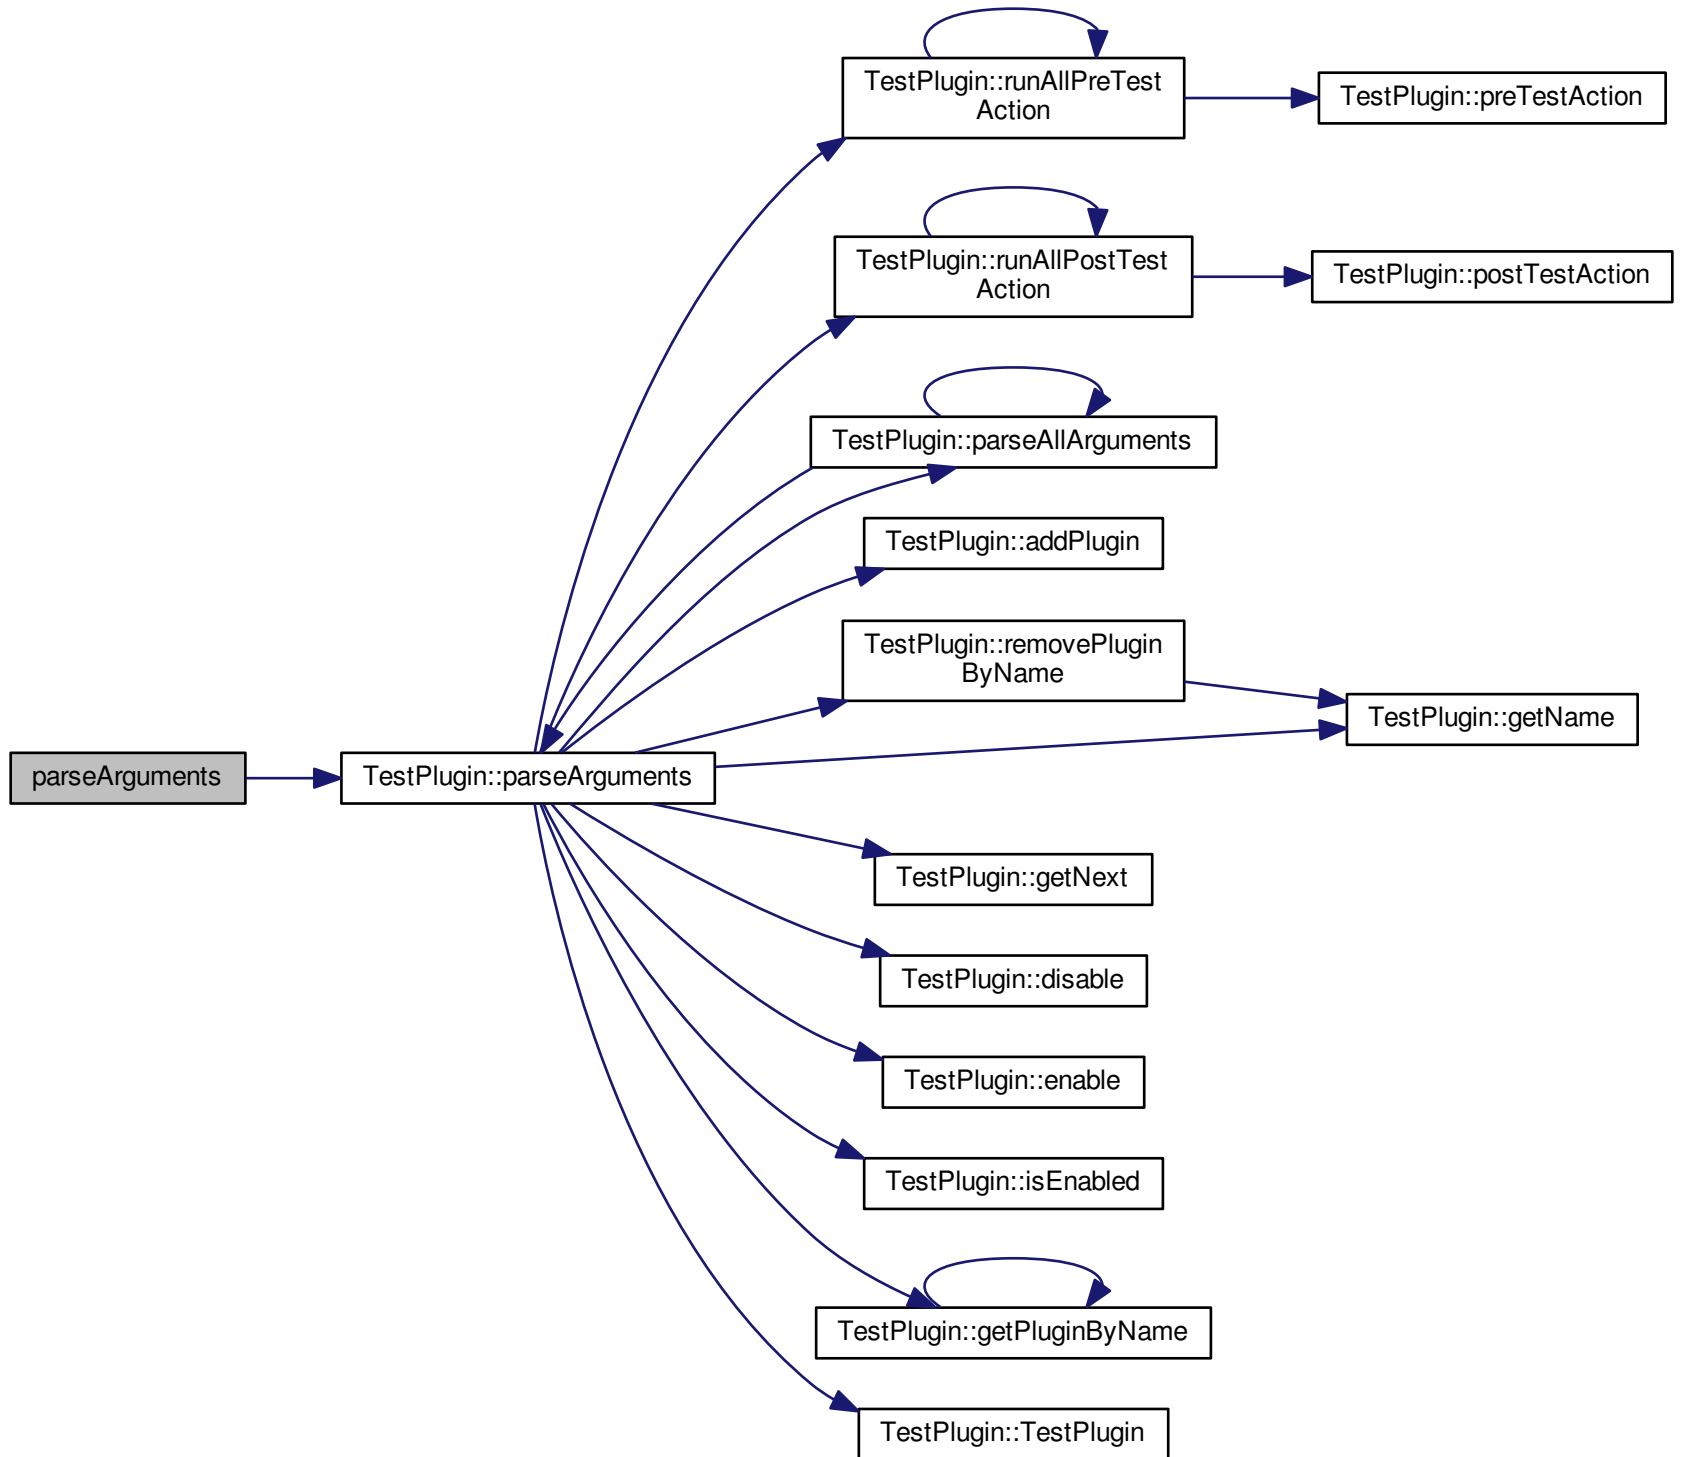 TestPlugin::runAllPreTest
Action
TestPlugin::preTestAction
TestPlugin::runAllPostTest
Action
TestPlugin::postTestAction
TestPlugin::parseAllArguments
TestPlugin::addPlugin
TestPlugin::removePlugin
ByName
TestPlugin::getName
parseArguments
TestPlugin::parseArguments
TestPlugin::getNext
TestPlugin::disable
TestPlugin::enable
TestPlugin::isEnabled
TestPlugin::getPluginByName
TestPlugin::TestPlugin